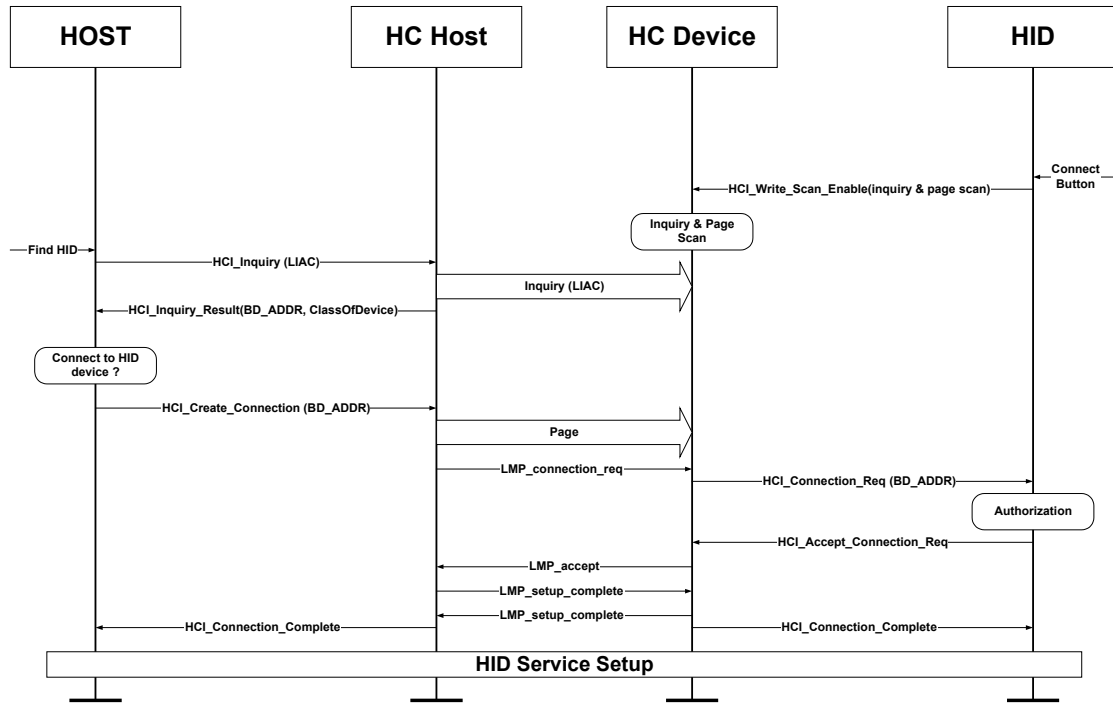 HOST
HC Host
HC Device
HID
Connect
Button
HCI_Write_Scan_Enable(inquiry & page scan)
Inquiry & Page
Scan
Find HID
HCI_Inquiry (LIAC)
Inquiry (LIAC)
HCI_Inquiry_Result(BD_ADDR, ClassOfDevice)
Connect to HID
device ?
HCI_Create_Connection (BD_ADDR)
Page
LMP_connection_req
HCI_Connection_Req (BD_ADDR)
Authorization
HCI_Accept_Connection_Req
LMP_accept
LMP_setup_complete
LMP_setup_complete
HCI_Connection_Complete
HCI_Connection_Complete
HID Service Setup